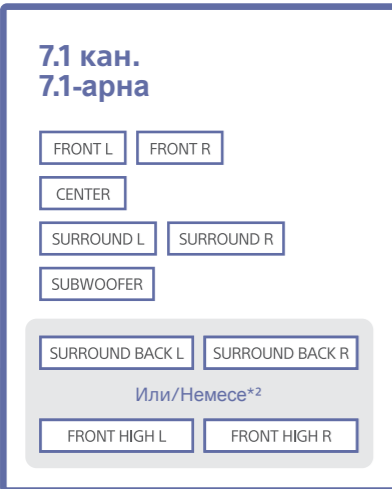 7.1 кан.
7.1-арна
FRONT L FRONT R
CENTER
SURROUND L SURROUND R
SUBWOOFER
SURROUND BACK L SURROUND BACK R
Или/Немесе*²
FRONT HIGH L FRONT HIGH R